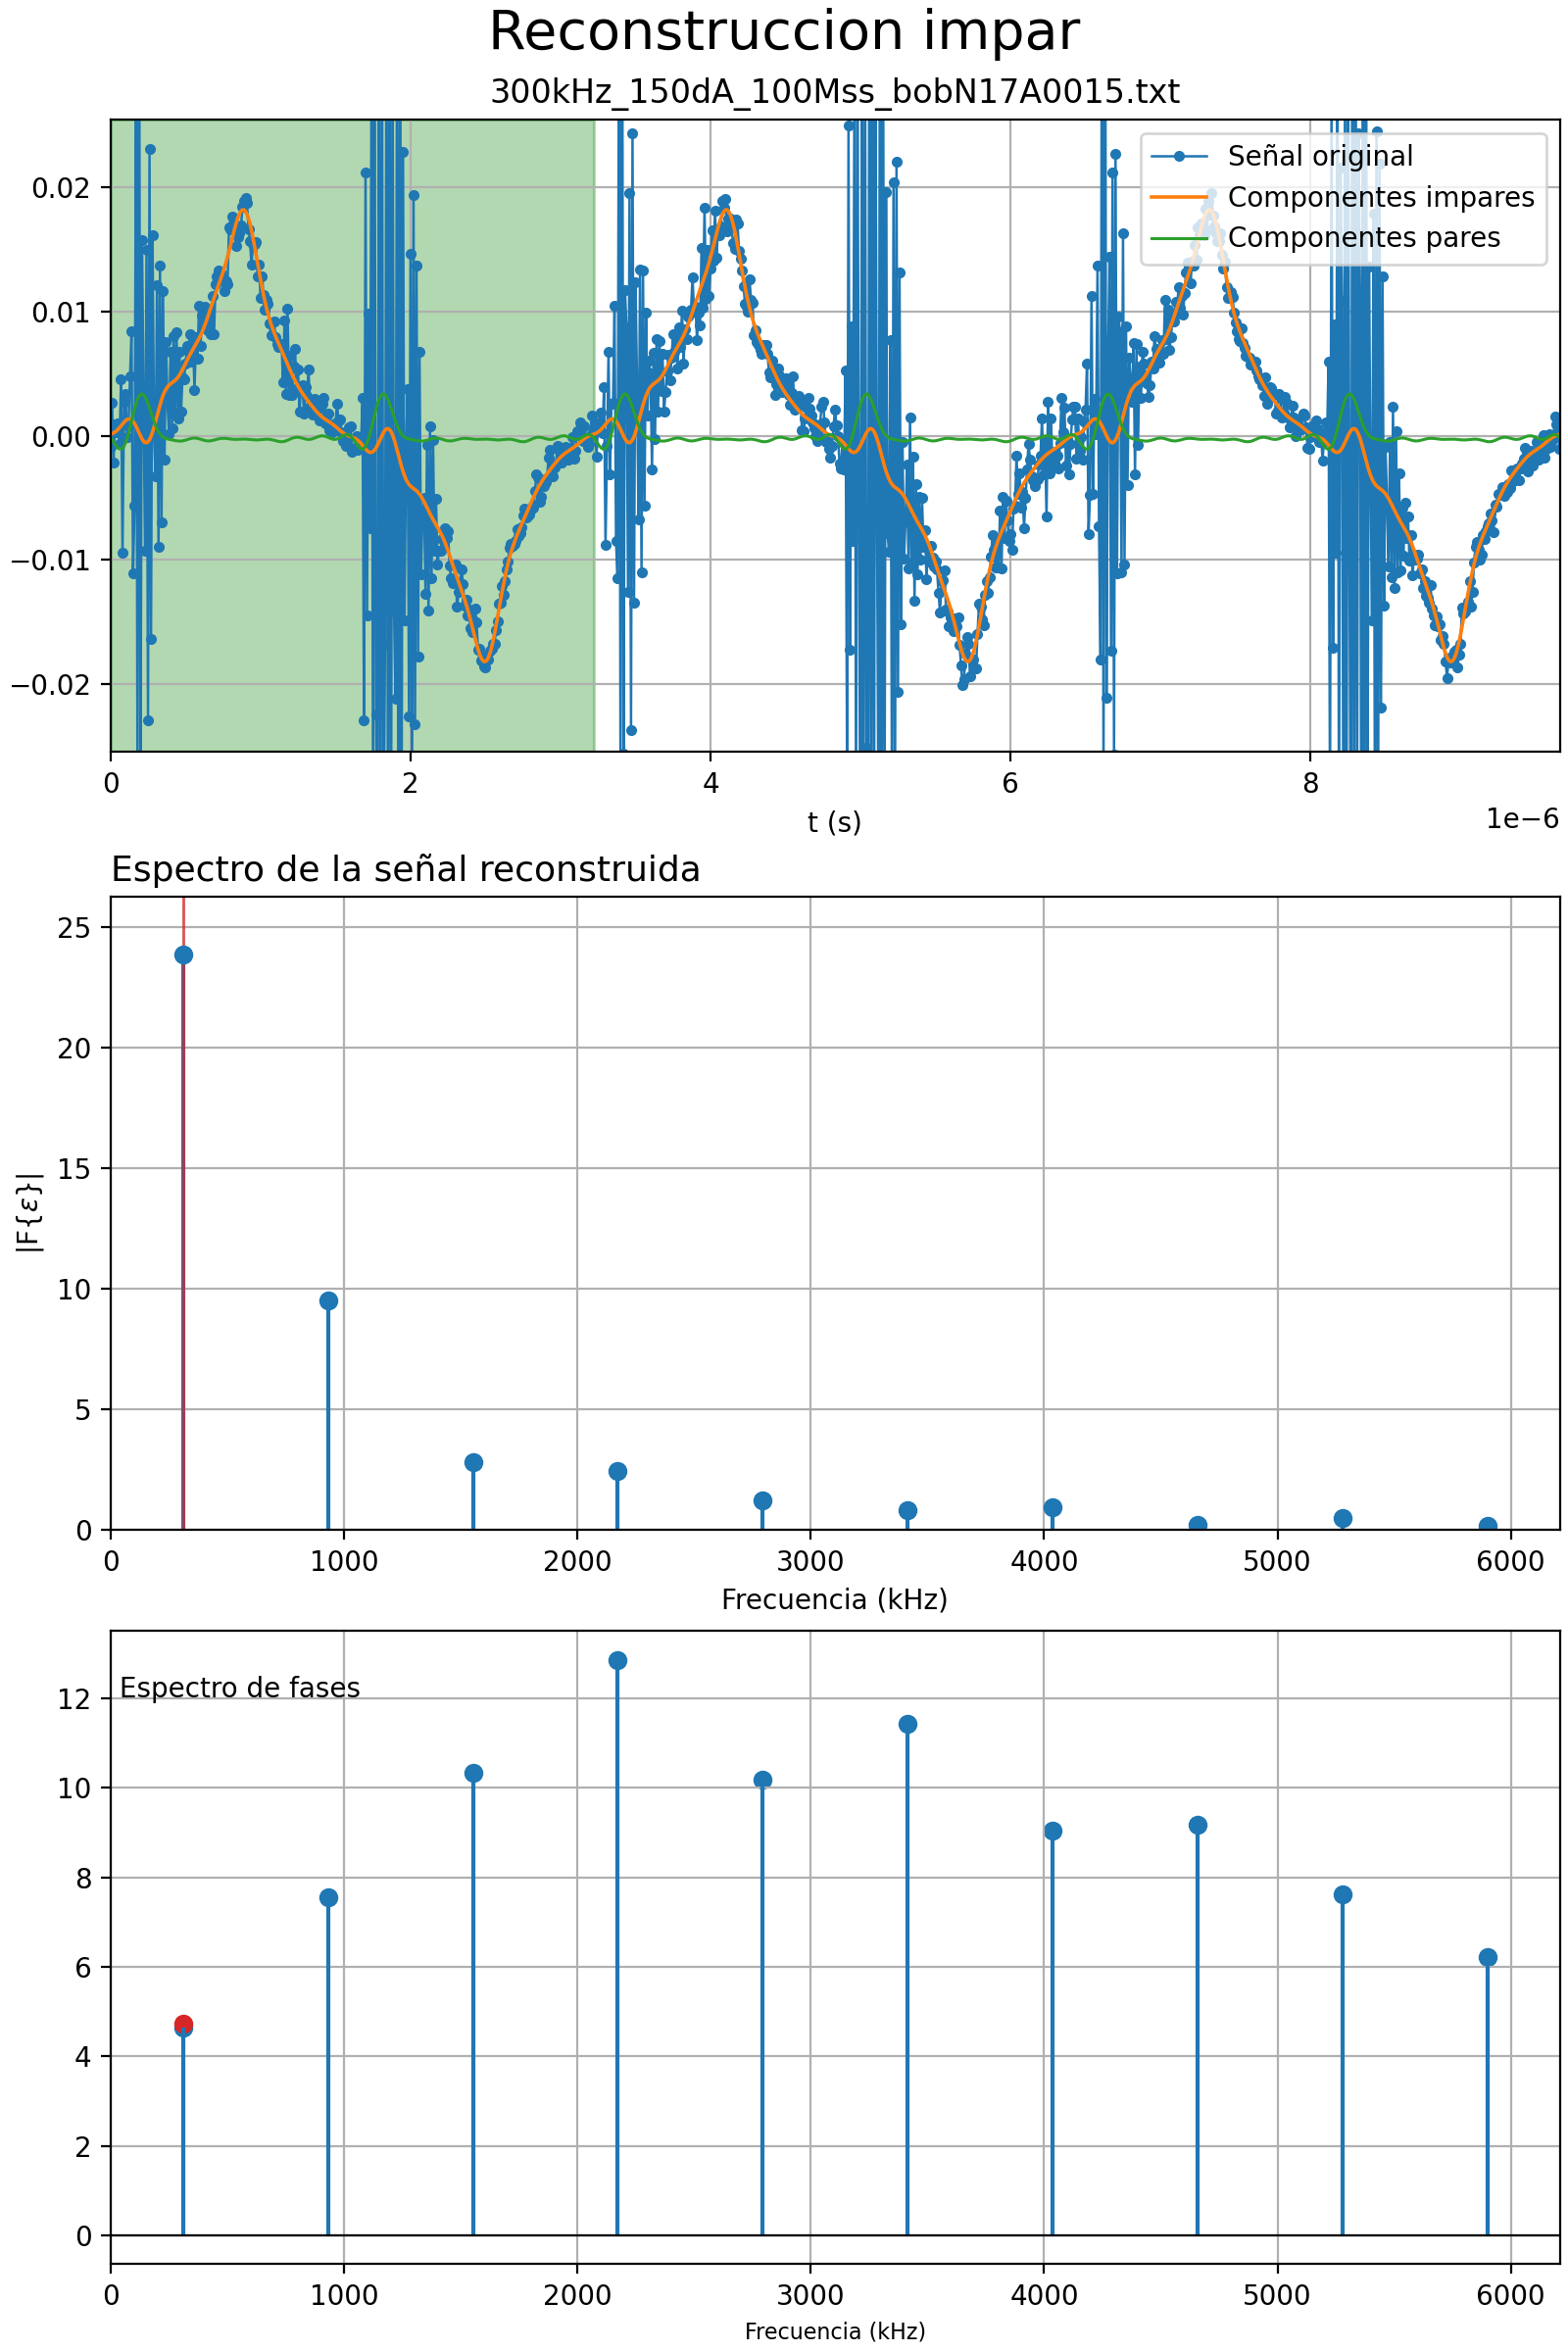 Reconstruccion impar
300kHz_150dA_100Mss_bobN17A0015.txt
Señal original
Componentes impares
Componentes pares
0.02
0.01
0.00
−0.01
−0.02
0 2 4 6 8
t (s)
1e−6
Espectro de la señal reconstruida
25
20
15
10
5
0
|F{ε}|
0 1000 2000 3000 4000 5000 6000
Frecuencia (kHz)
Espectro de fases
12
10
8
6
4
2
0
0 1000 2000 3000 4000 5000 6000
Frecuencia (kHz)